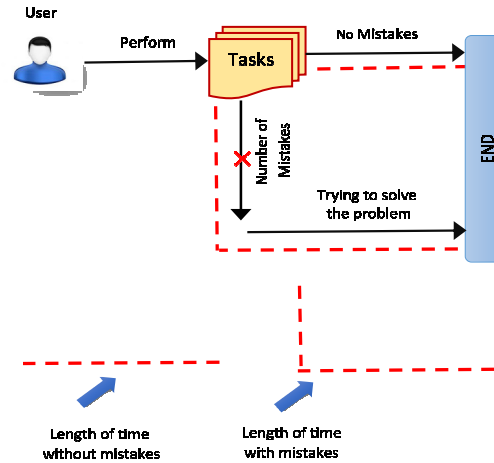 User
Perform
Tasks
No Mistakes
Number of
Mistakes
END
Trying to solve
the problem
Length of time
without mistakes
Length of time
with mistakes